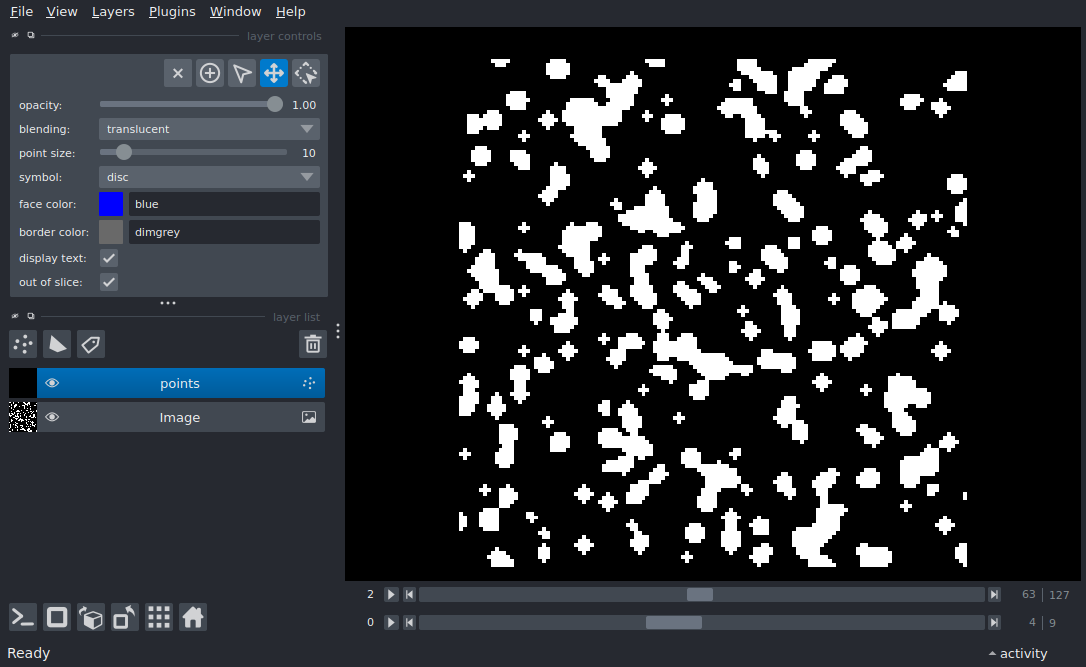 File View Layers Plugins Window Help
layer controls
opacity: 1.00
blending: translucent
point size: 10
symbol: disc
face color: blue
border color: dimgrey
display text:
out of slice:
layer list
points
Image
2 63 127
0 4 9
Ready activity